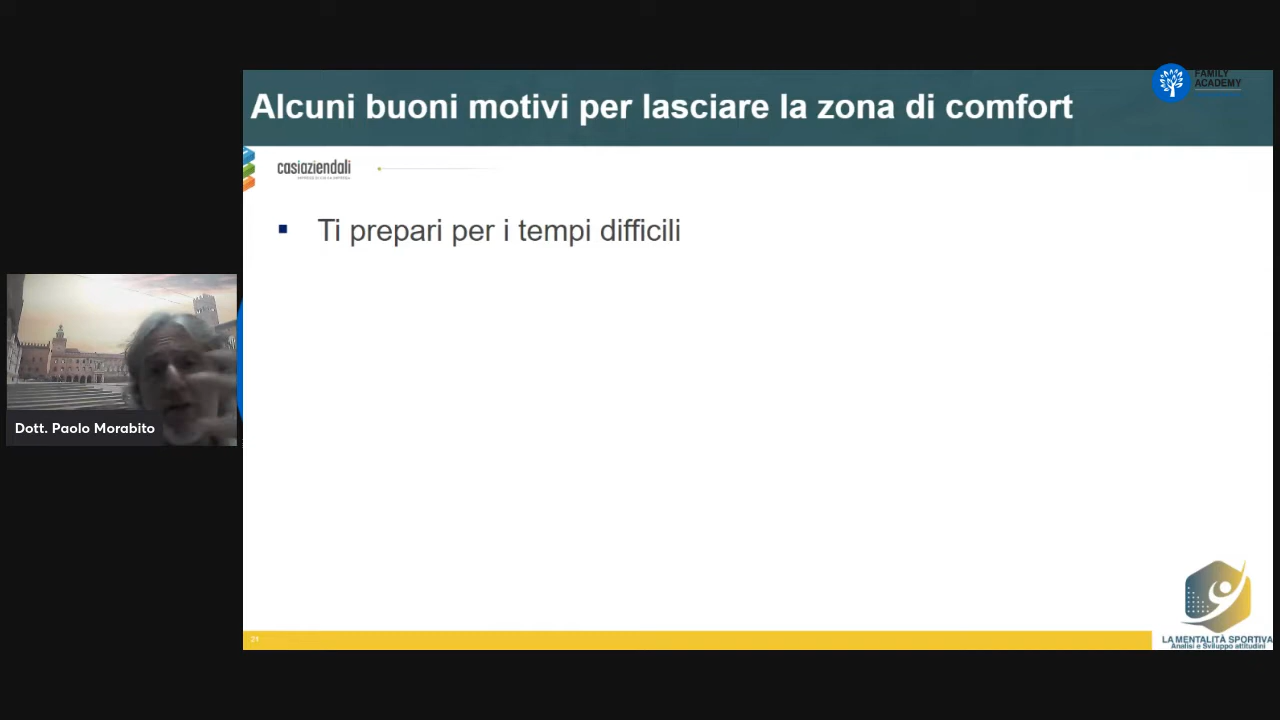 FAMILY
ACADEMY
Alcuni buoni motivi per lasciare la zona di comfort
casiaziendali
Ti prepari per i tempi difficili
Dott. Paolo Morabito
21
LA MENTALITÀ SPORTIVA
Analisi e Sviluppo attitudini